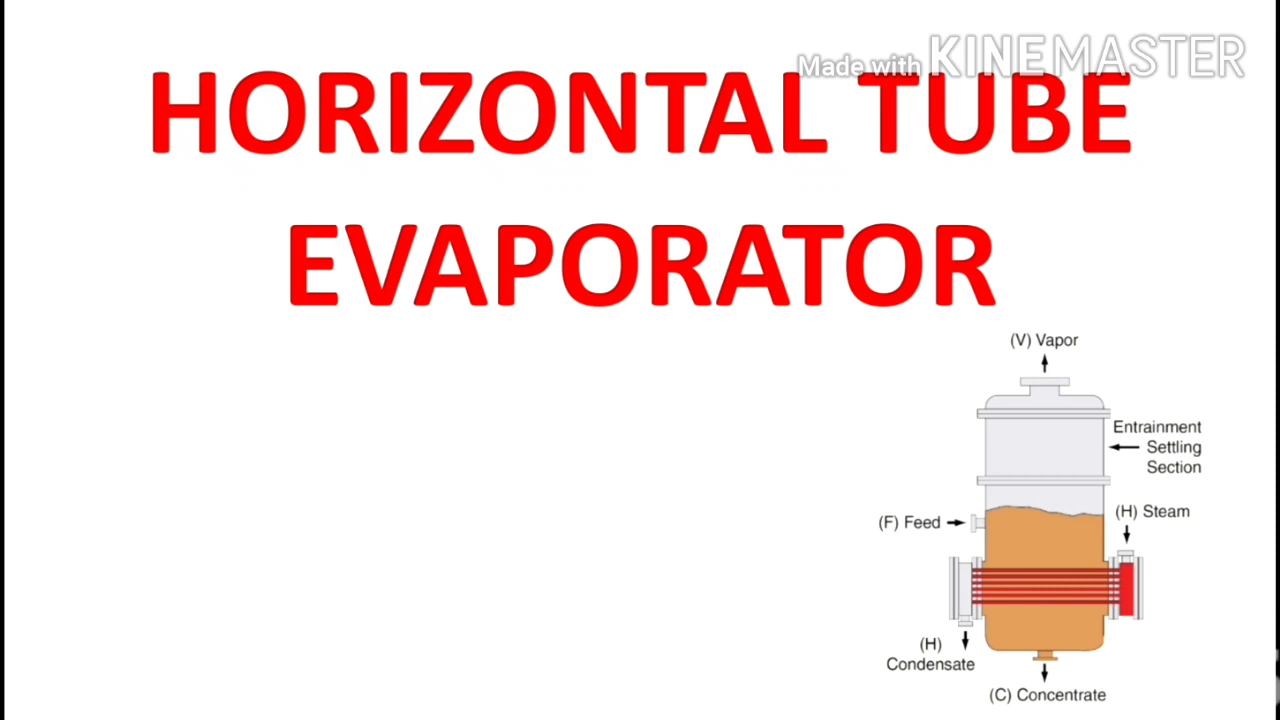 Made with KINEMASTER
HORIZONTAL TUBE
EVAPORATOR
(V) Vapor
Entrainment
Settling
Section
(H) Steam
(F) Feed
(H)
Condensate
(C) Concentrate